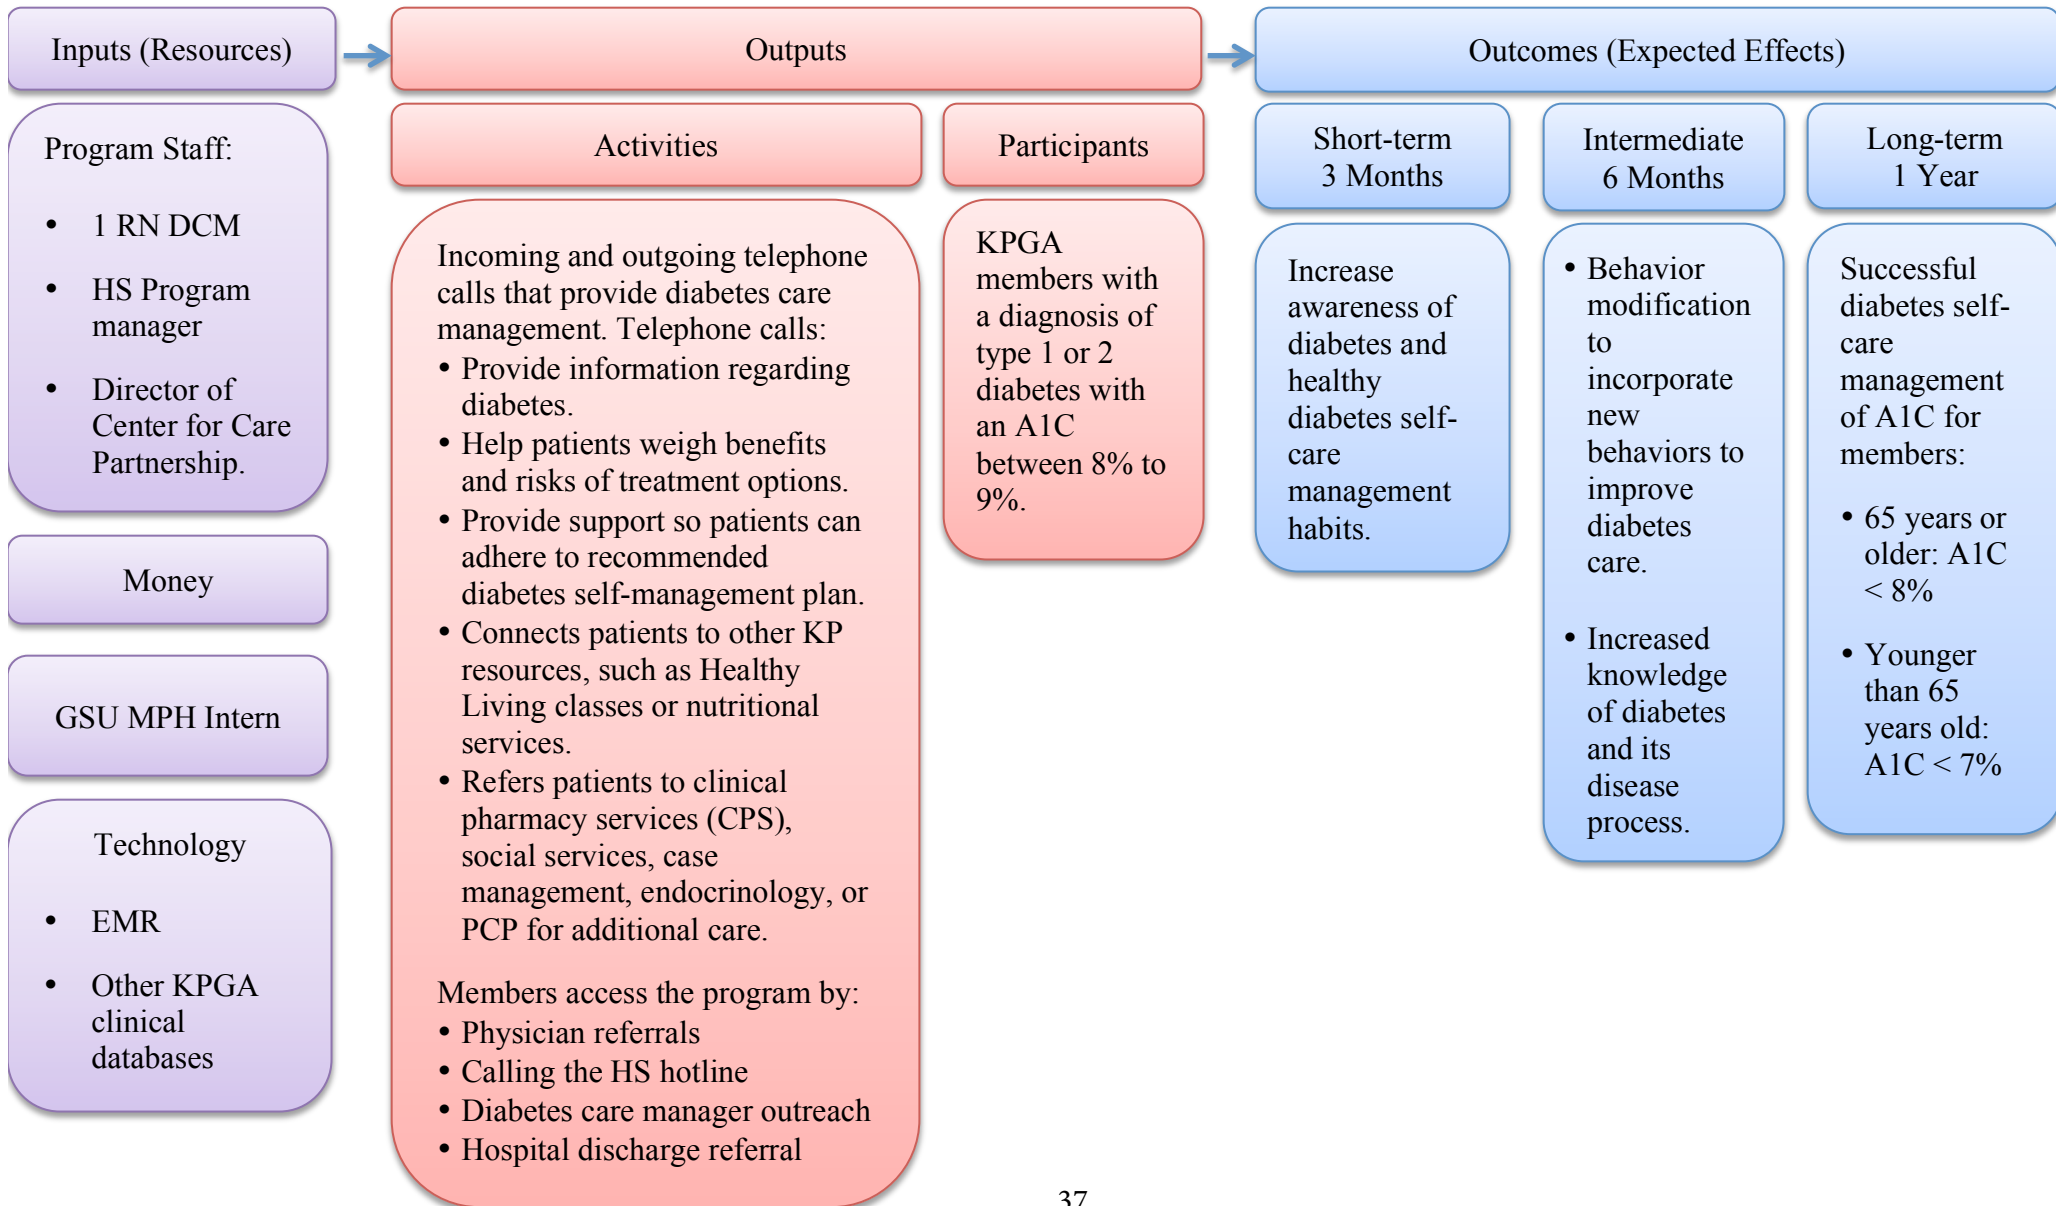 Inputs (Resources)
Outputs
Outcomes (Expected Effects)
Program Staff:
• 1 RN DCM
• HS Program
manager
• Director of
Center for Care
Partnership.
Money
GSU MPH Intern
Technology
• EMR
• Other KPGA
clinical
databases
Activities
Incoming and outgoing telephone
calls that provide diabetes care
management. Telephone calls:
• Provide information regarding
diabetes.
• Help patients weigh benefits
and risks of treatment options.
• Provide support so patients can
adhere to recommended
diabetes self-management plan.
• Connects patients to other KP
resources, such as Healthy
Living classes or nutritional
services.
• Refers patients to clinical
pharmacy services (CPS),
social services, case
management, endocrinology, or
PCP for additional care.
Members access the program by:
• Physician referrals
• Calling the HS hotline
• Diabetes care manager outreach
• Hospital discharge referral
Participants
KPGA
members with
a diagnosis of
type 1 or 2
diabetes with
an A1C
between 8% to
9%.
Short-term
3 Months
Increase
awareness of
diabetes and
healthy
diabetes self-
care
management
habits.
Intermediate
6 Months
• Behavior
modification
to
incorporate
new
behaviors to
improve
diabetes
care.
• Increased
knowledge
of diabetes
and its
disease
process.
Long-term
1 Year
Successful
diabetes self-
care
management
of A1C for
members:
• 65 years or
older: A1C
< 8%
• Younger
than 65
years old:
A1C < 7%
37